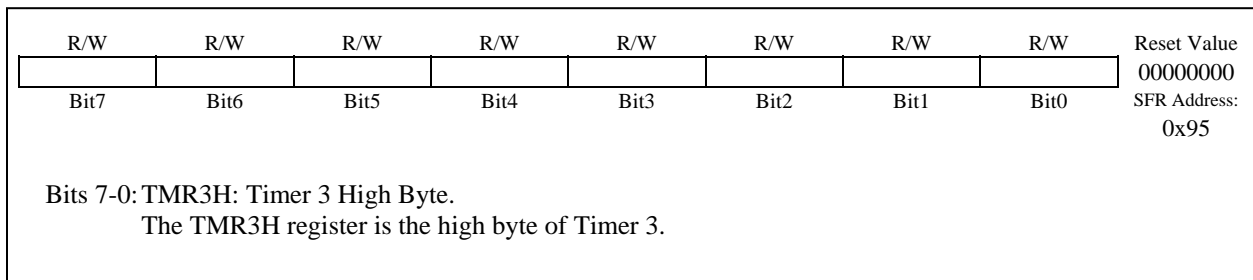 R/W R/W R/W R/W R/W R/W R/W R/W Reset Value
00000000
Bit7 Bit6 Bit5 Bit4 Bit3 Bit2 Bit1 Bit0 SFR Address:
0x95
Bits 7-0: TMR3H: Timer 3 High Byte.
The TMR3H register is the high byte of Timer 3.